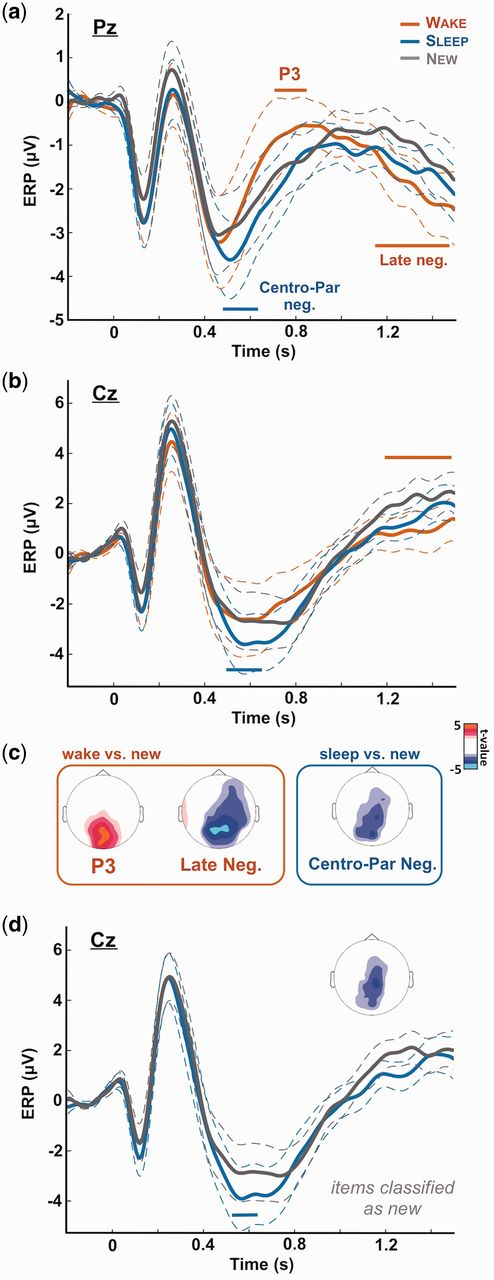 (a)
Pz
WAKE
SLEEP
NEW
P3
2
1
0
-1
-2
-3
-4
-5
ERP (μV)
Late neg.
Centro-Par
neg.
0 0.4 0.8 1.2
Time (s)
(b)
Cz
6
4
2
0
-2
-4
ERP (μV)
0 0.4 0.8 1.2
Time (s)
(c)
wake vs. new
sleep vs. new
5
-5
t-value
P3
Late Neg.
Centro-Par Neg.
(d)
Cz
6
4
2
0
-2
-4
ERP (μV)
items classified
as new
0 0.4 0.8 1.2
Time (s)